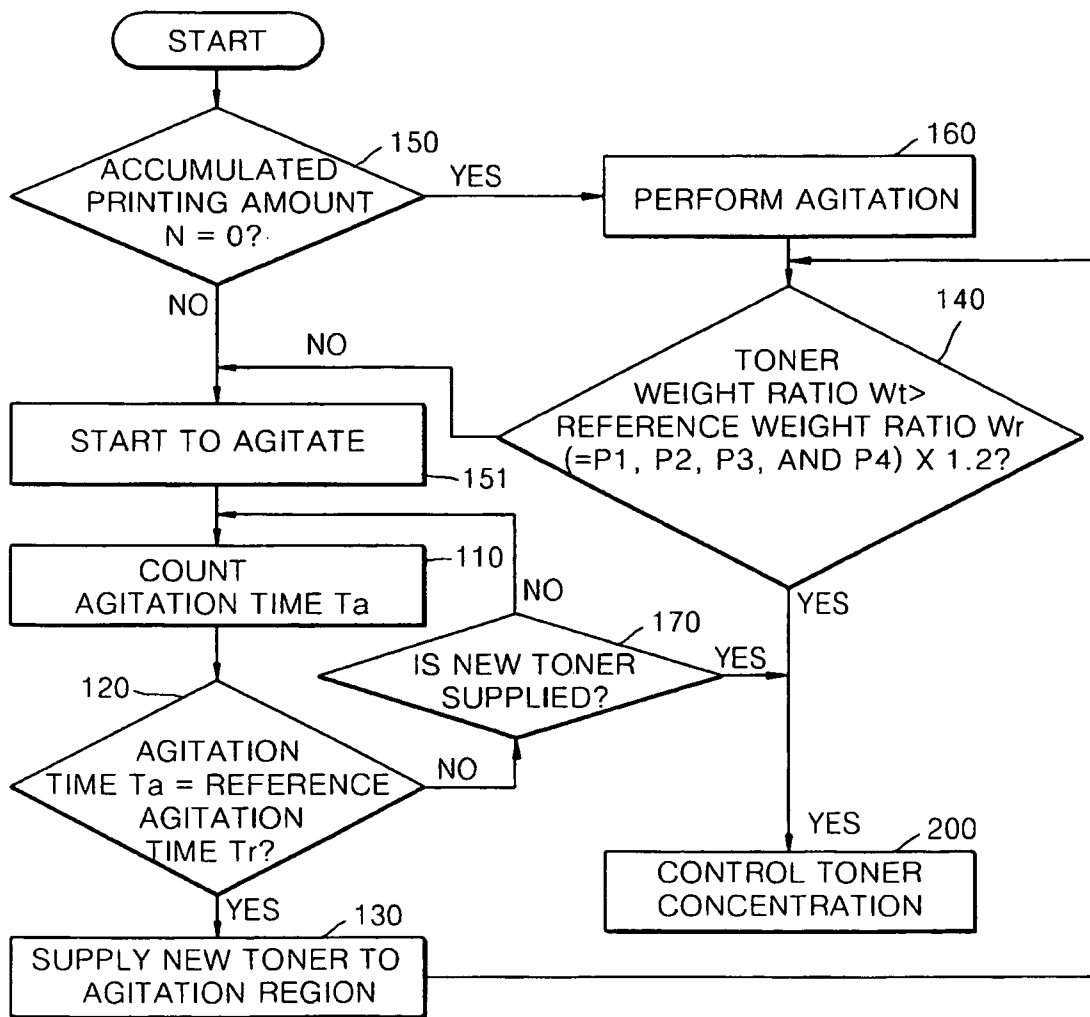 START
150
ACCUMULATED
PRINTING AMOUNT
N = 0?
YES
160
PERFORM AGITATION
NO
NO
140
TONER
WEIGHT RATIO Wt>
REFERENCE WEIGHT RATIO Wr
(=P1, P2, P3, AND P4) X 1.2?
START TO AGITATE
151
COUNT
AGITATION TIME Ta
110
NO
YES
170
IS NEW TONER
SUPPLIED?
YES
120
AGITATION
TIME Ta = REFERENCE
AGITATION
TIME Tr?
NO
YES
200
CONTROL TONER
CONCENTRATION
YES
130
SUPPLY NEW TONER TO
AGITATION REGION